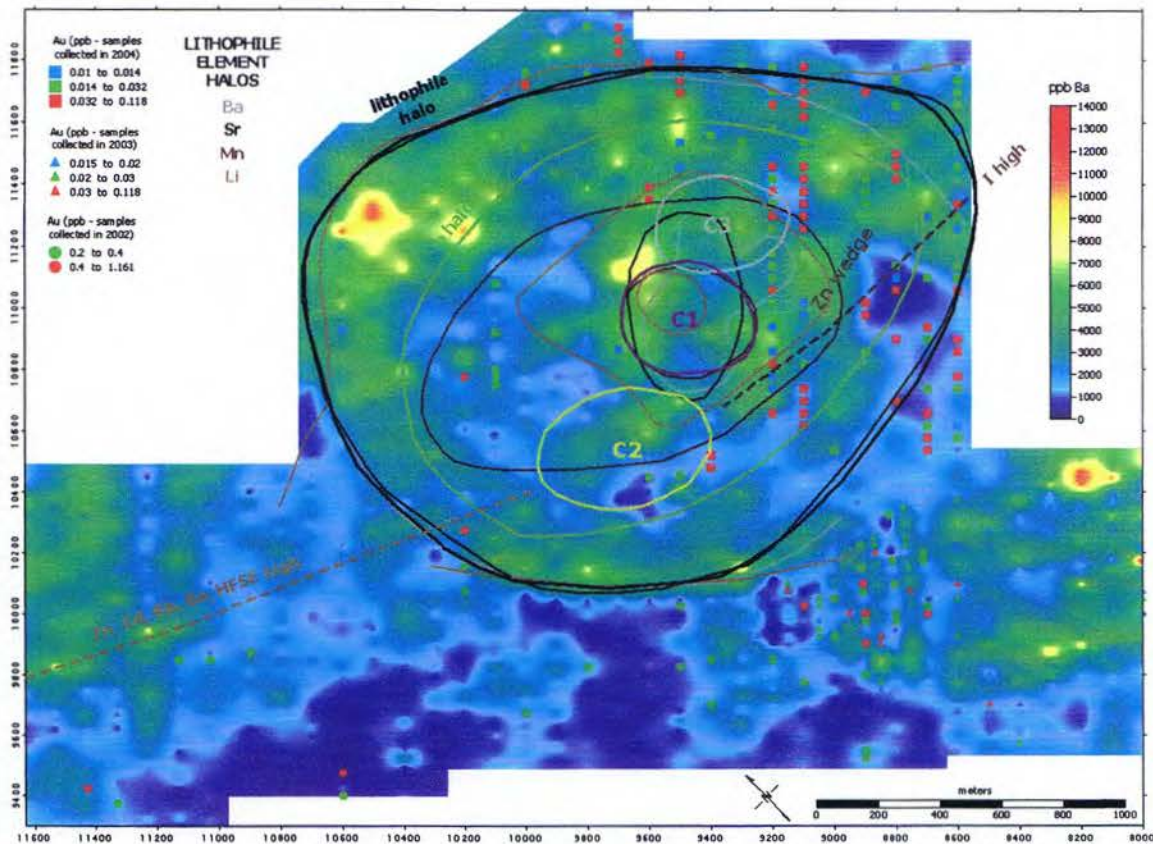 Au (ppb - samples
collected in 2004)
0.01 to 0.014
0.014 to 0.032
0.032 to 0.118
Au (ppb - samples
collected in 2003)
0.015 to 0.02
0.02 to 0.03
0.03 to 0.118
Au (ppb - samples
collected in 2002)
0.2 to 0.4
0.4 to 1.161
LITHOPHILE
ELEMENT
HALOS
Ba
Sr
Mn
Li
lithophile
halo
halo
I high
Zn wedge
C3
C1
C2
HFSE high
ppb Ba
14000
13000
12000
11000
10000
9000
8000
7000
6000
5000
4000
3000
2000
1000
0
meters
0 200 400 600 800 1000
N
11800
11600
11400
11200
11000
10800
10600
10400
10200
10000
9800
9600
9400
11600 11400 11200 11000 10800 10600 10400 10200 10000 9800 9600 9400 9200 9000 8800 8600 8400 8200 8000